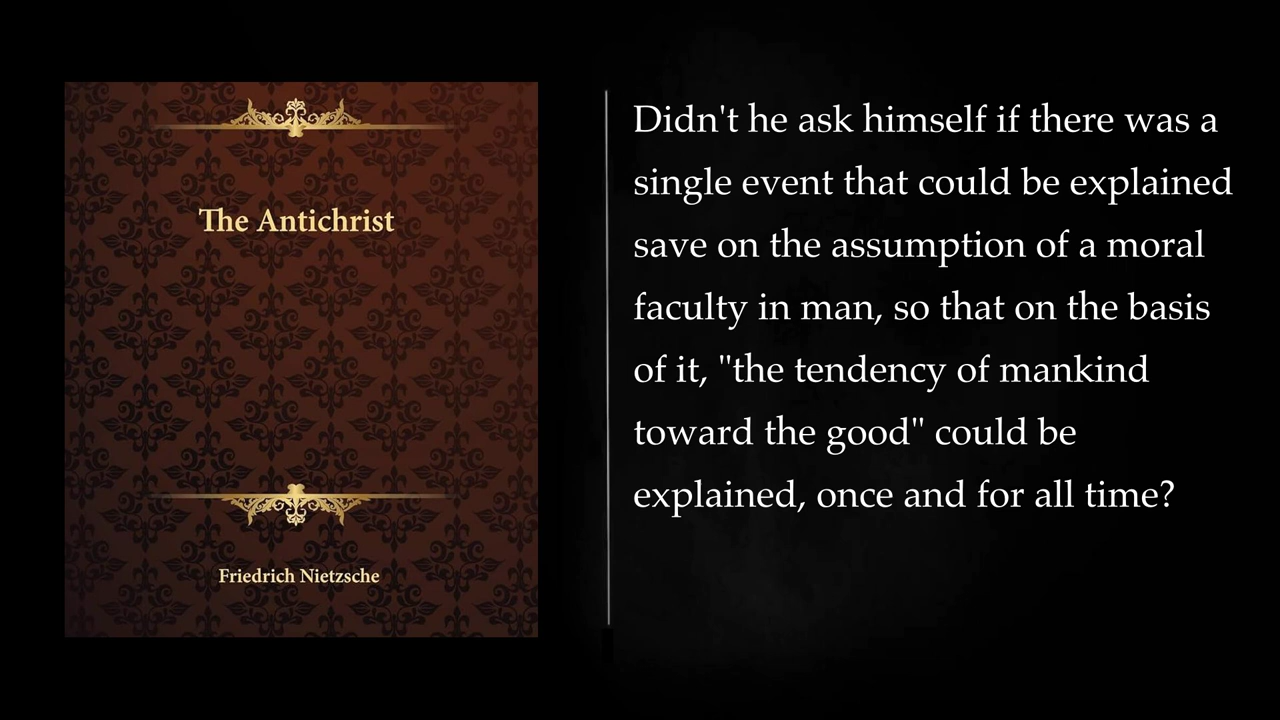 The Antichrist
Friedrich Nietzsche
Didn't he ask himself if there was a
single event that could be explained
save on the assumption of a moral
faculty in man, so that on the basis
of it, "the tendency of mankind
toward the good" could be
explained, once and for all time?